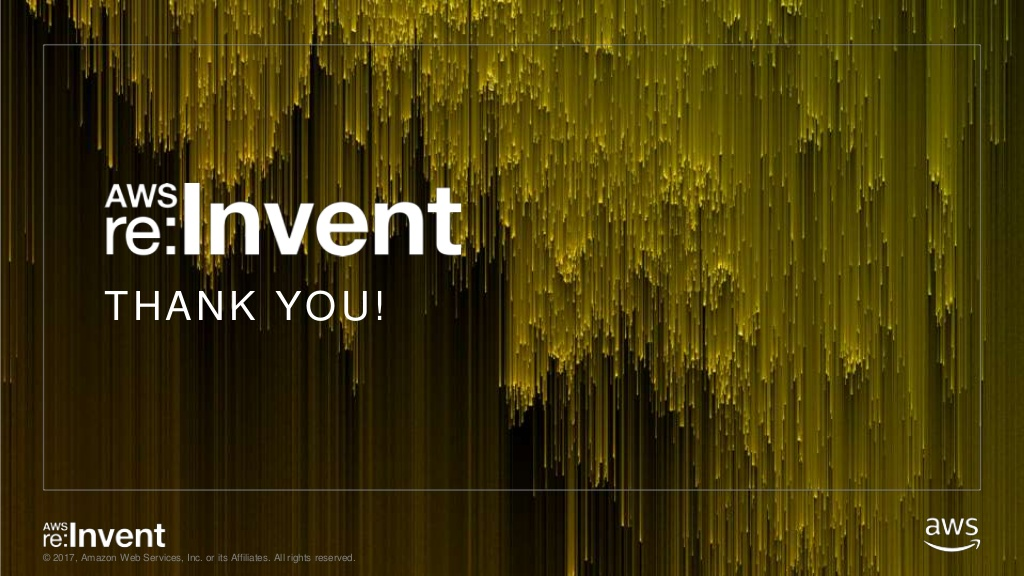 AWS
re:Invent
THANK YOU!
AWS
re:Invent
© 2017, Amazon Web Services, Inc. or its Affiliates. All rights reserved.
aws